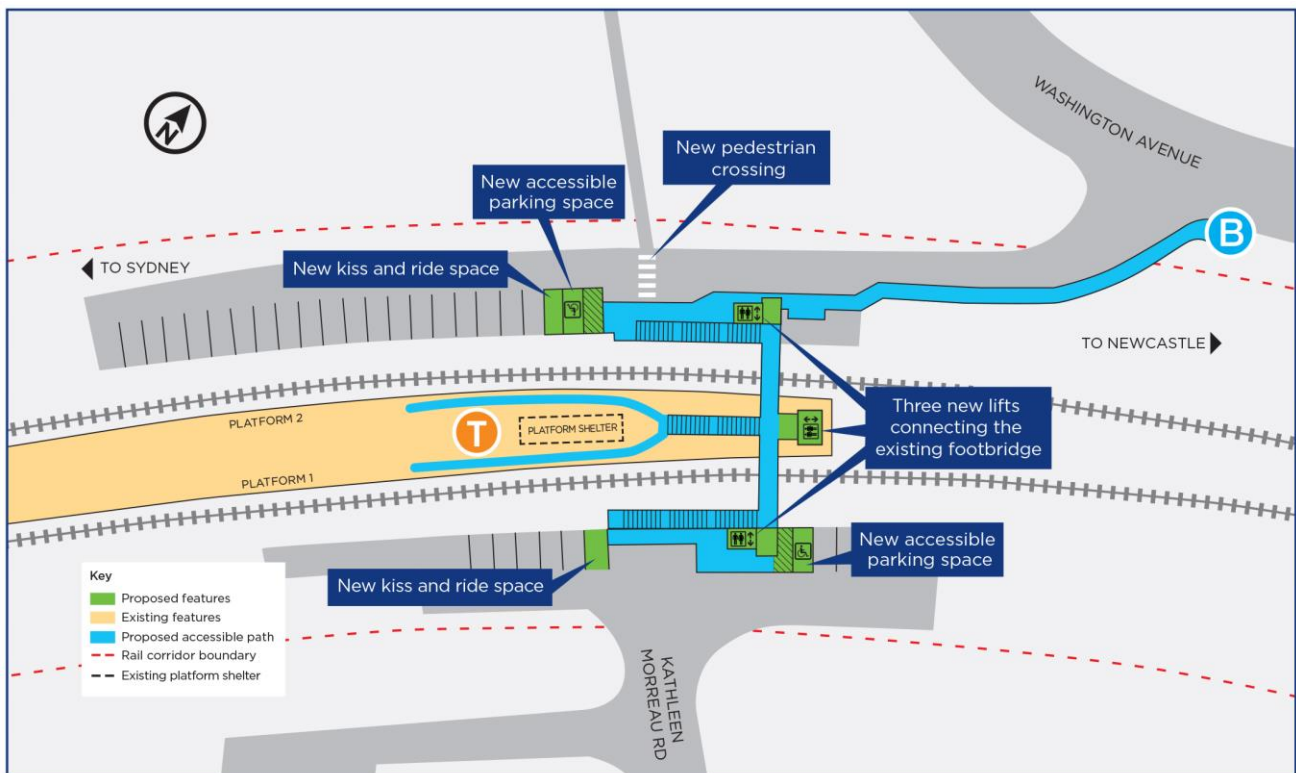 N
WASHINGTON AVENUE
New pedestrian
crossing
New accessible
parking space
B
New kiss and ride space
TO SYDNEY
TO NEWCASTLE
PLATFORM 2
T
PLATFORM SHELTER
Three new lifts
connecting the
existing footbridge
PLATFORM 1
New accessible
parking space
New kiss and ride space
Key
Proposed features
Existing features
Proposed accessible path
Rail corridor boundary
Existing platform shelter
KATHLEEN
MORREAU RD